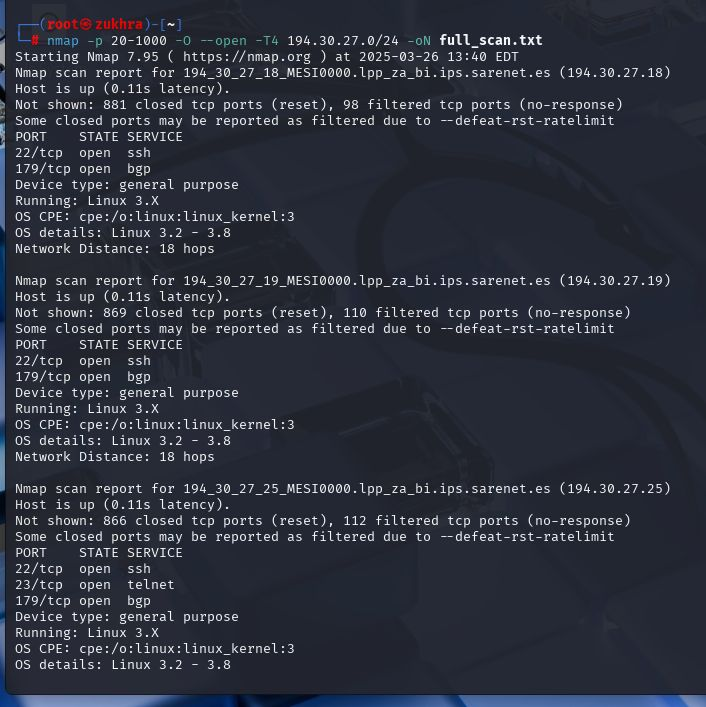 ┌──(root㉿zukhra)-[~]
└─# nmap -p 20-1000 -O --open -T4 194.30.27.0/24 -oN full_scan.txt
Starting Nmap 7.95 ( https://nmap.org ) at 2025-03-26 13:40 EDT
Nmap scan report for 194_30_27_18_MESI0000.lpp_za_bi.ips.sarenet.es (194.30.27.18)
Host is up (0.11s latency).
Not shown: 881 closed tcp ports (reset), 98 filtered tcp ports (no-response)
Some closed ports may be reported as filtered due to --defeat-rst-ratelimit
PORT    STATE SERVICE
22/tcp  open  ssh
179/tcp open  bgp
Device type: general purpose
Running: Linux 3.X
OS CPE: cpe:/o:linux:linux_kernel:3
OS details: Linux 3.2 - 3.8
Network Distance: 18 hops

Nmap scan report for 194_30_27_19_MESI0000.lpp_za_bi.ips.sarenet.es (194.30.27.19)
Host is up (0.11s latency).
Not shown: 869 closed tcp ports (reset), 110 filtered tcp ports (no-response)
Some closed ports may be reported as filtered due to --defeat-rst-ratelimit
PORT    STATE SERVICE
22/tcp  open  ssh
179/tcp open  bgp
Device type: general purpose
Running: Linux 3.X
OS CPE: cpe:/o:linux:linux_kernel:3
OS details: Linux 3.2 - 3.8
Network Distance: 18 hops

Nmap scan report for 194_30_27_25_MESI0000.lpp_za_bi.ips.sarenet.es (194.30.27.25)
Host is up (0.11s latency).
Not shown: 866 closed tcp ports (reset), 112 filtered tcp ports (no-response)
Some closed ports may be reported as filtered due to --defeat-rst-ratelimit
PORT    STATE SERVICE
22/tcp  open  ssh
23/tcp  open  telnet
179/tcp open  bgp
Device type: general purpose
Running: Linux 3.X
OS CPE: cpe:/o:linux:linux_kernel:3
OS details: Linux 3.2 - 3.8